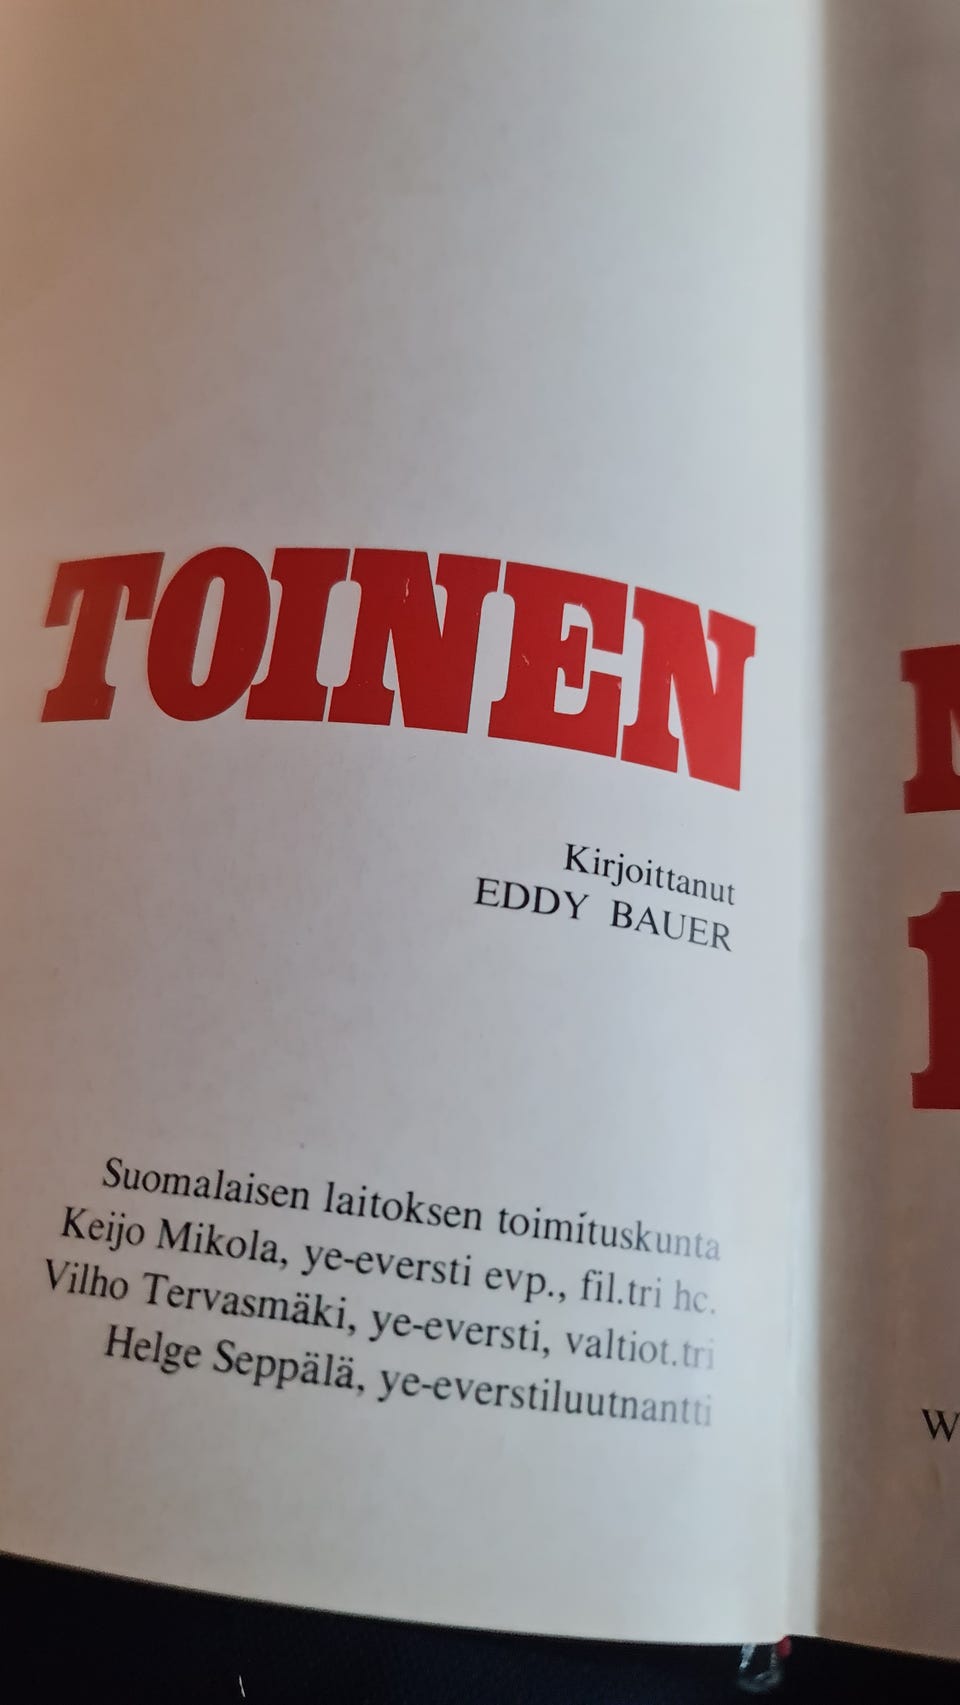 TOINEN
Kirjoittanut
EDDY BAUER
Suomalaisen laitoksen toimituskunta
Keijo Mikola, ye-eversti evp., fil.tri hc.
Vilho Tervasmäki, ye-eversti, valtiot.tri
Helge Seppälä, ye-everstiluutnantti